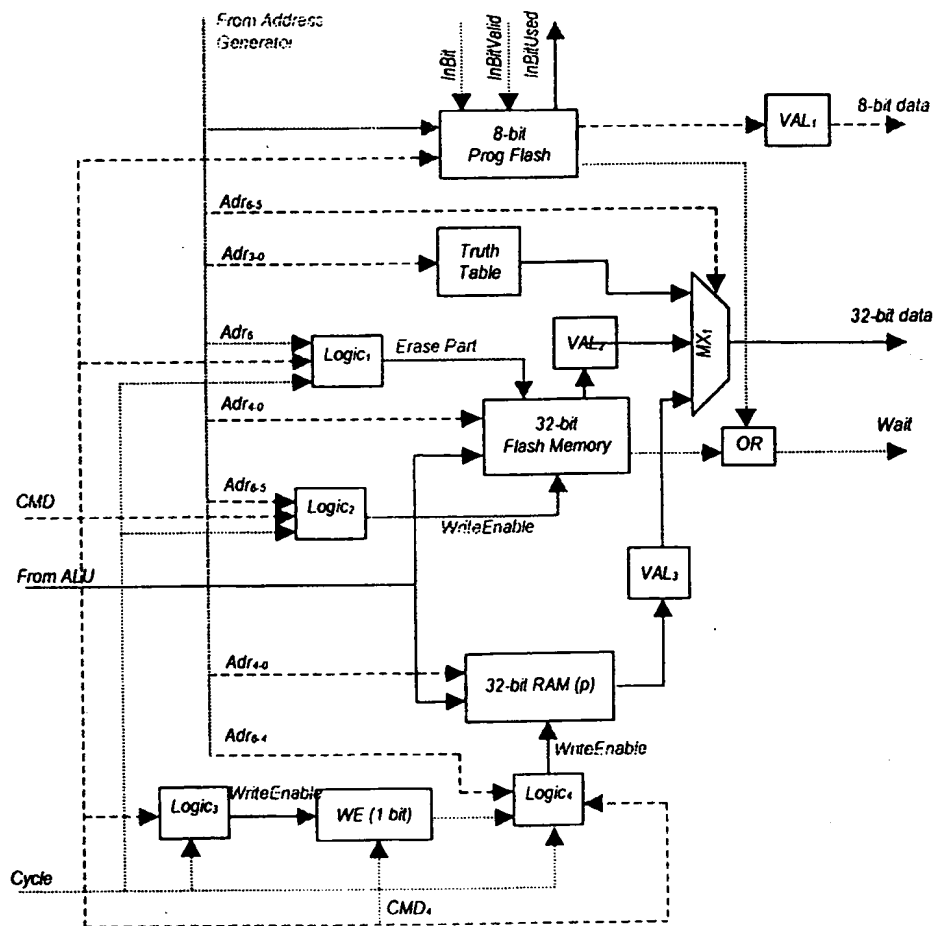 From Address
Generator
InBit
InBitValid
InBitUsed
8-bit
Prog Flash
VAL₁
8-bit data
Adr₆₋₅
Adr₃₋₀
Truth
Table
MX₁
32-bit data
Adr₅
Logic₁
Erase Part
VAL₂
Adr₄₋₀
32-bit
Flash Memory
OR
Wait
Adr₆₋₅
CMD
Logic₂
WriteEnable
From ALU
VAL₃
Adr₄₋₀
32-bit RAM (p)
Adr₆₋₄
WriteEnable
Logic₃
WriteEnable
WE (1 bit)
Logic₄
Cycle
CMD₄